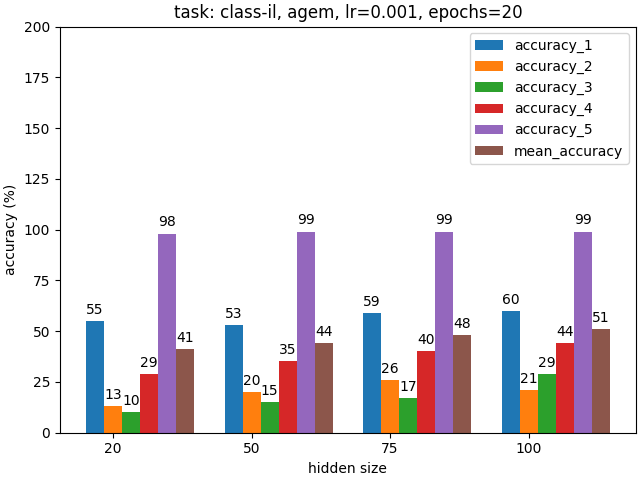 task: class-il, agem, lr=0.001, epochs=20
200
175
150
125
100
75
50
25
0
accuracy (%)
accuracy_1
accuracy_2
accuracy_3
accuracy_4
accuracy_5
mean_accuracy
55 13 10 29 98 41
53 20 15 35 99 44
59 26 17 40 99 48
60 21 29 44 99 51
20 50 75 100
hidden size